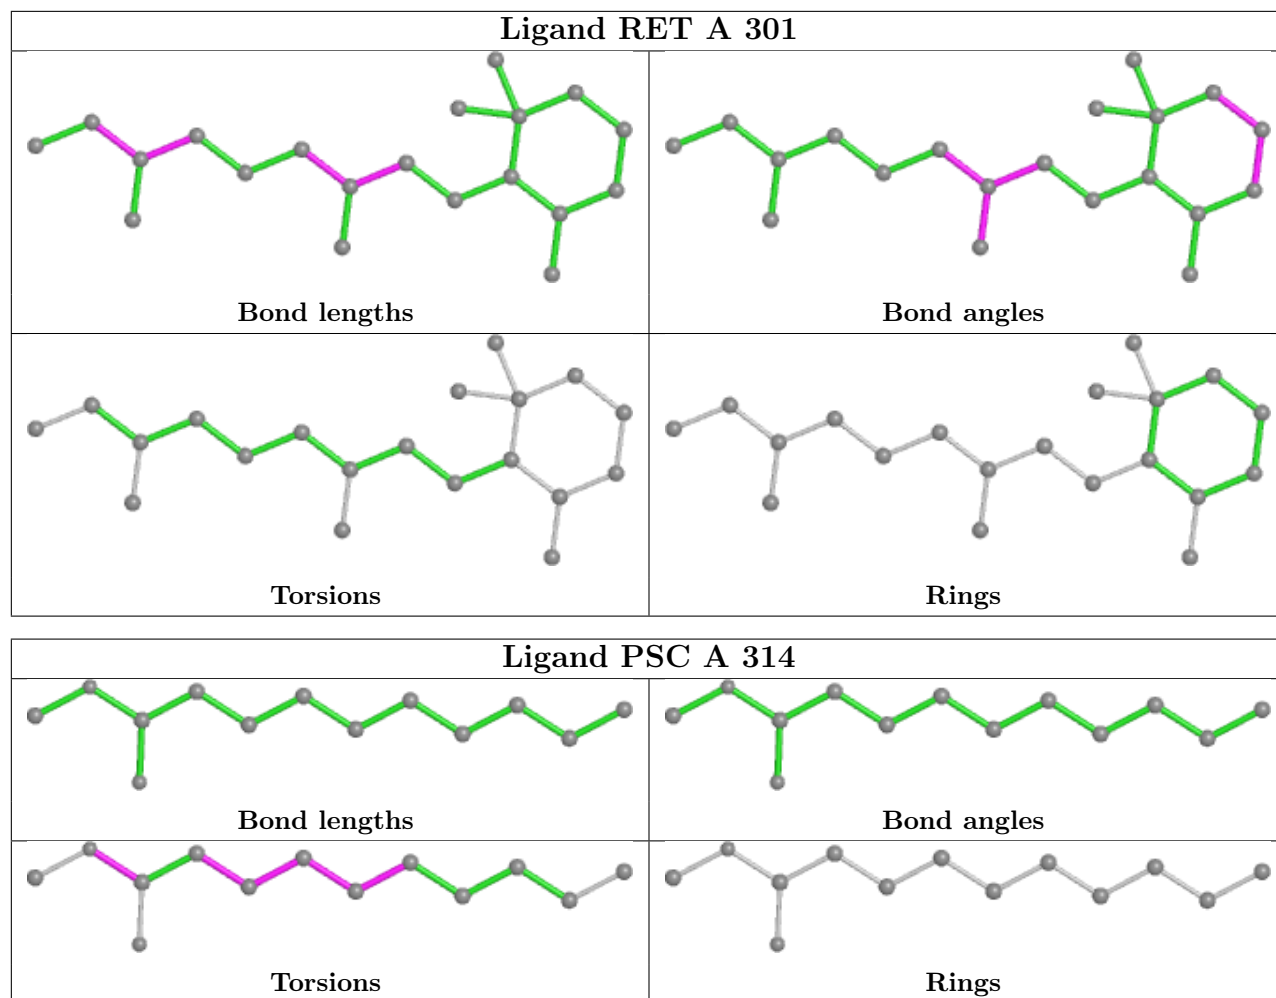 Ligand RET A 301
Bond lengths
Bond angles
Torsions
Rings
Ligand PSC A 314
Bond lengths
Bond angles
Torsions
Rings